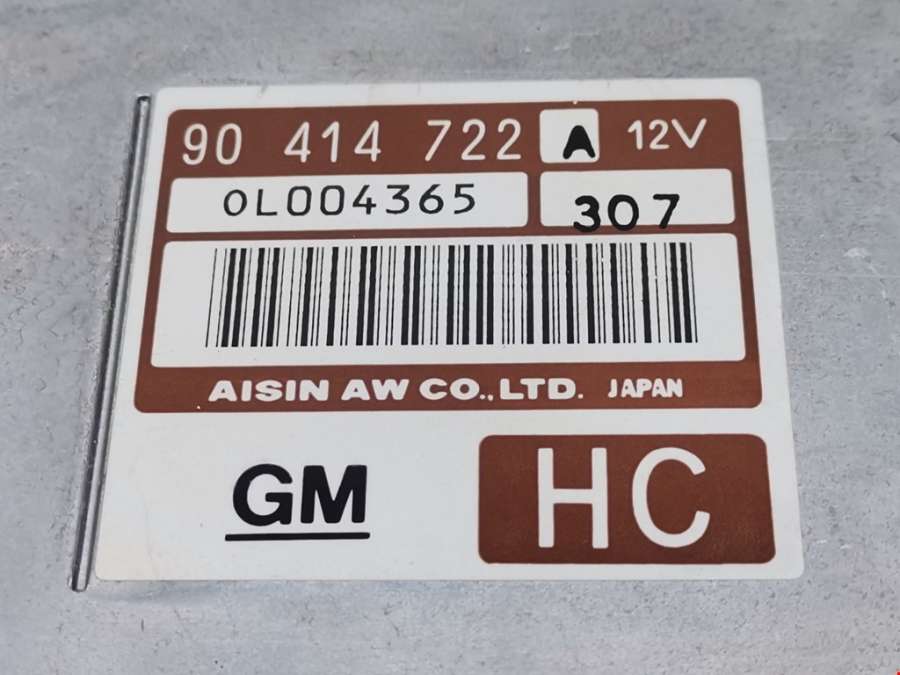 90 414 722 A 12V
0L004365 307
AISIN AW CO.,LTD. JAPAN
GM HC